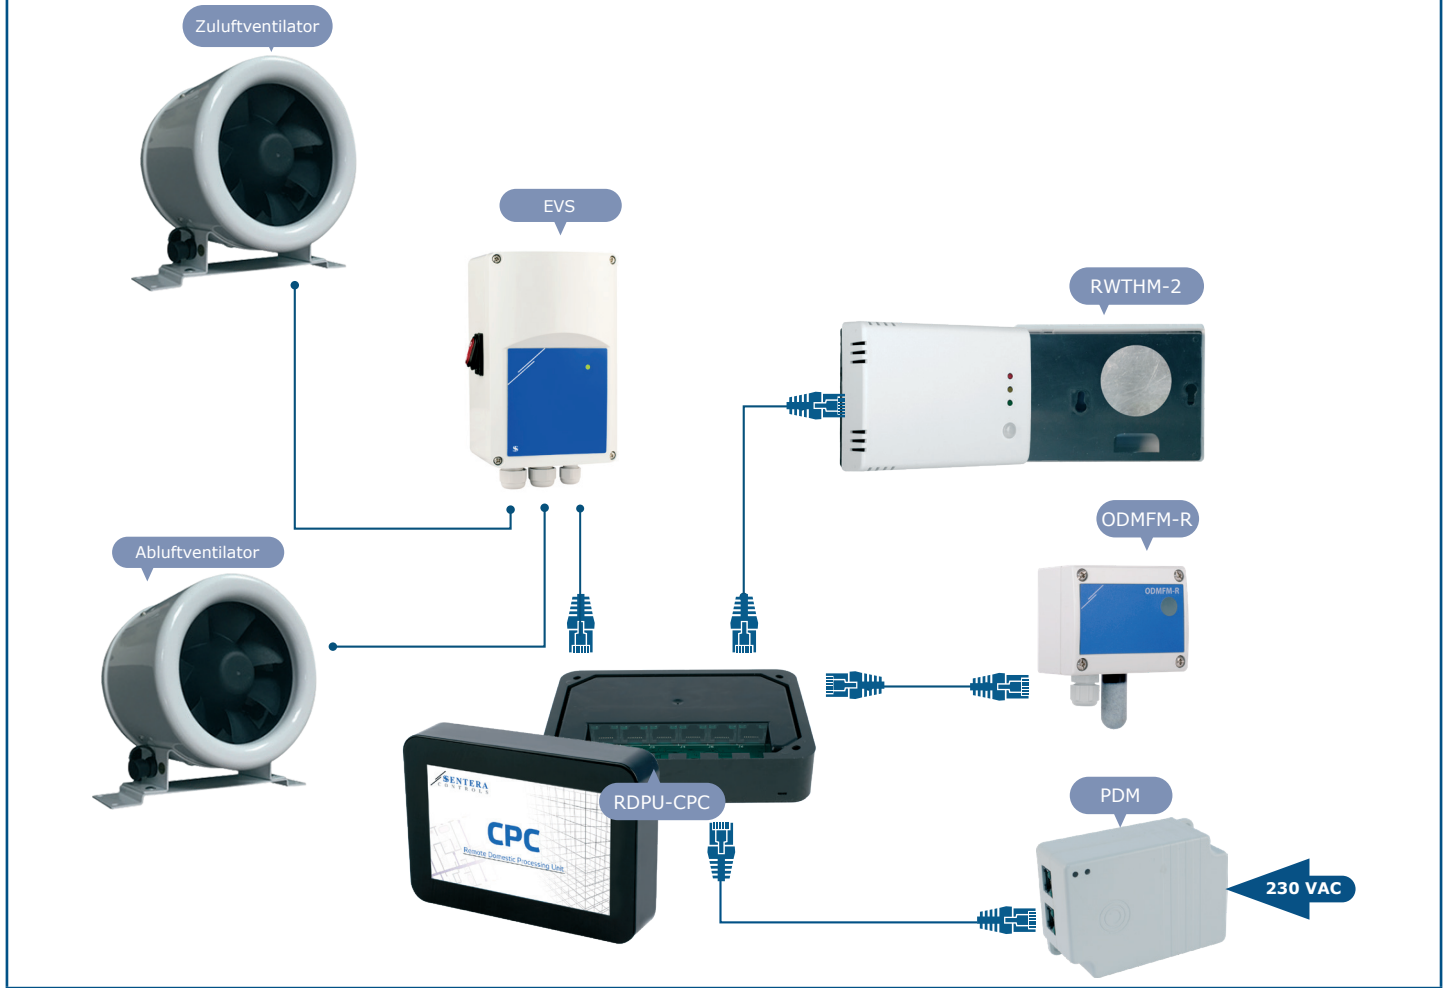 Zuluftventilator
EVS
RWTHM-2
ODMFM-R
ODMFM-R
Abluftventilator
SENTERA
CONTROLS
CPC
Remote Domestic Processing Unit
RDPU-CPC
PDM
230 VAC